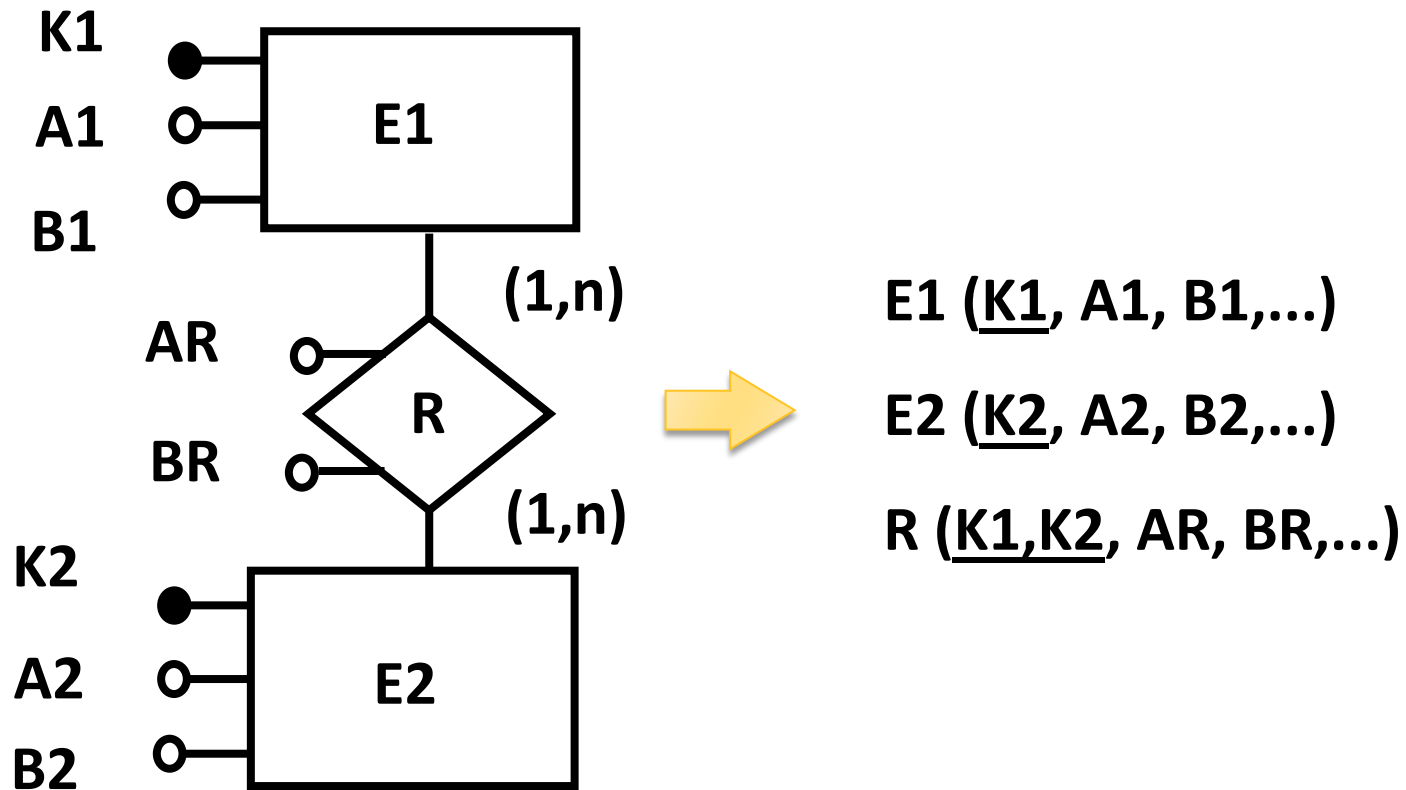 K1
E1
A1
B1
(1,n)
AR
R
BR
(1,n)
K2
A2
E2
B2
E1 (K1, A1, B1,...)
E2 (K2, A2, B2,...)
R (K1,K2, AR, BR,...)